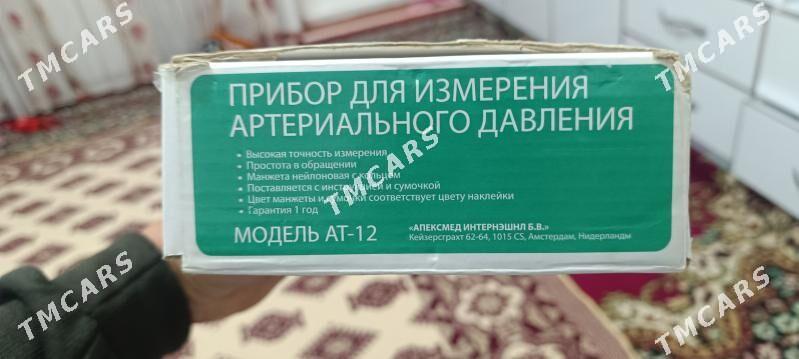 ПРИБОР ДЛЯ ИЗМЕРЕНИЯ
АРТЕРИАЛЬНОГО ДАВЛЕНИЯ
• Высокая точность измерения
• Простота в обращении
• Манжета нейлоновая с кольцом
• Поставляется с инструкцией и сумочкой
• Цвет манжеты и сумочки соответствует цвету наклейки
• Гарантия 1 год
МОДЕЛЬ АТ-12
«АПЕКСМЕД ИНТЕРНЭШНЛ Б.В.»
Кейзерсграхт 62-64, 1015 CS, Амстердам, Нидерланды
TMCARS
TMCARS
TMCARS
TMCARS
TMCARS
TMCARS